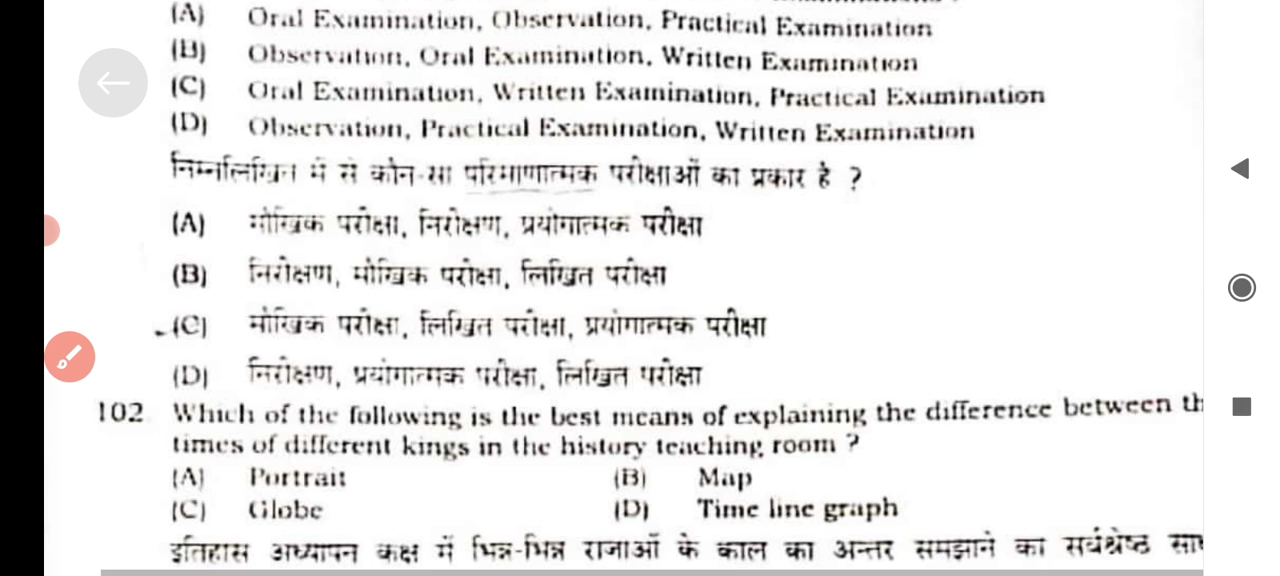 (A) Oral Examination, Observation, Practical Examination
(B) Observation, Oral Examination, Written Examination
(C) Oral Examination, Written Examination, Practical Examination
(D) Observation, Practical Examination, Written Examination
निम्नलिखित में से कौन-सा परिमाणात्मक परीक्षाओं का प्रकार है ?
(A) मौखिक परीक्षा, निरीक्षण, प्रयोगात्मक परीक्षा
(B) निरीक्षण, मौखिक परीक्षा, लिखित परीक्षा
(C) मौखिक परीक्षा, लिखित परीक्षा, प्रयोगात्मक परीक्षा
(D) निरीक्षण, प्रयोगात्मक परीक्षा, लिखित परीक्षा
102 Which of the following is the best means of explaining the difference between th
times of different kings in the history teaching room ?
(A) Portrait (B) Map
(C) Globe (D) Time line graph
इतिहास अध्यापन कक्ष में भिन्न-भिन्न राजाओं के काल का अन्तर समझाने का सर्वश्रेष्ठ